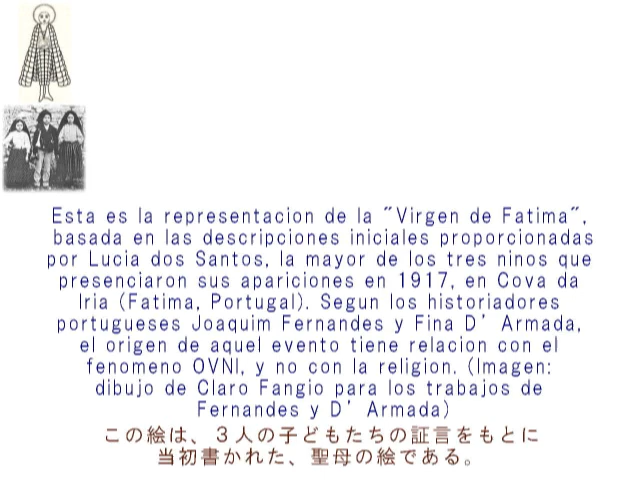 Esta es la representacion de la "Virgen de Fatima",
basada en las descripciones iniciales proporcionadas
por Lucia dos Santos, la mayor de los tres ninos que
presenciaron sus apariciones en 1917, en Cova da
Iria (Fatima, Portugal). Segun los historiadores
portugueses Joaquim Fernandes y Fina D’Armada,
el origen de aquel evento tiene relacion con el
fenomeno OVNI, y no con la religion. (Imagen:
dibujo de Claro Fangio para los trabajos de
Fernandes y D’Armada)
この絵は、３人の子どもたちの証言をもとに
当初書かれた、聖母の絵である。